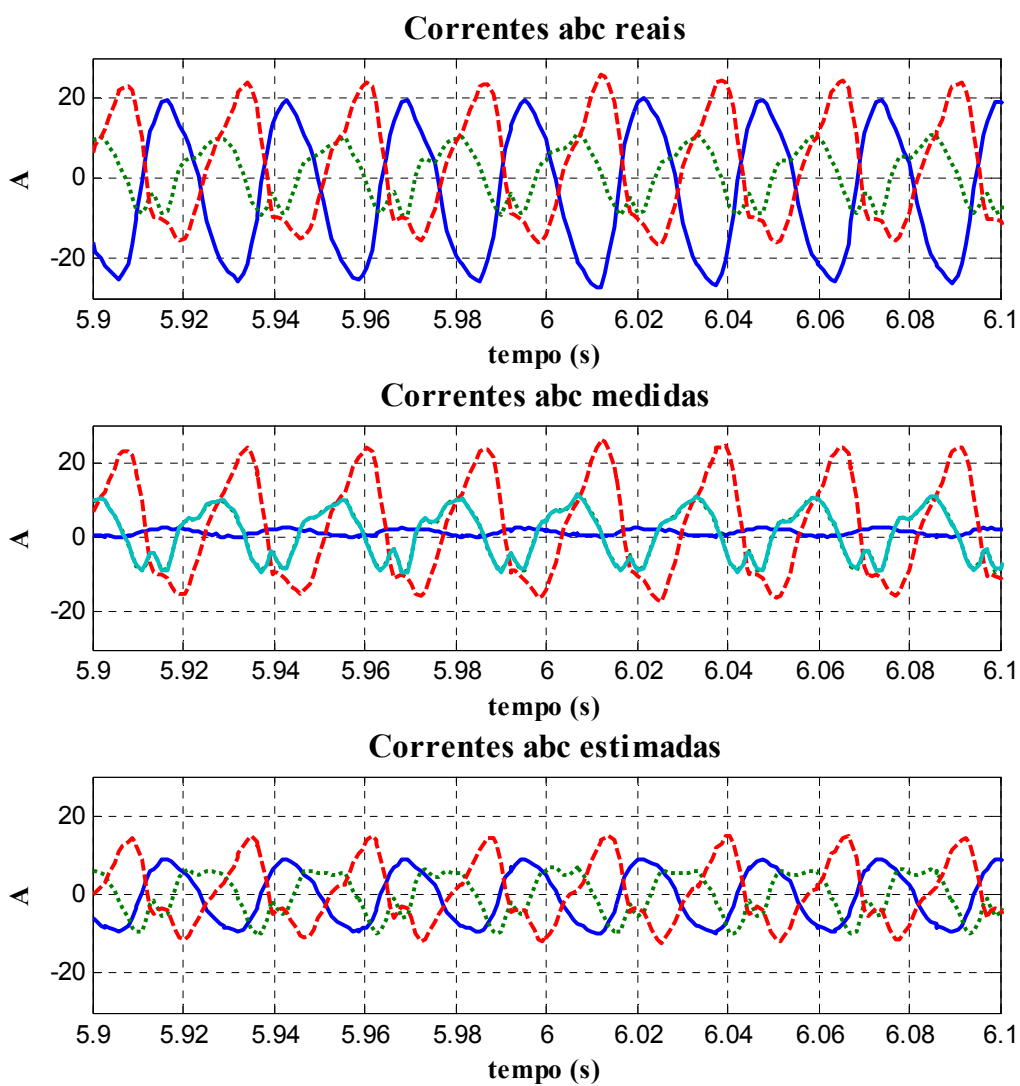 Correntes abc reais
20
0
-20
A
5.9 5.92 5.94 5.96 5.98 6 6.02 6.04 6.06 6.08 6.1
tempo (s)
Correntes abc medidas
20
0
-20
A
5.9 5.92 5.94 5.96 5.98 6 6.02 6.04 6.06 6.08 6.1
tempo (s)
Correntes abc estimadas
20
0
-20
A
5.9 5.92 5.94 5.96 5.98 6 6.02 6.04 6.06 6.08 6.1
tempo (s)